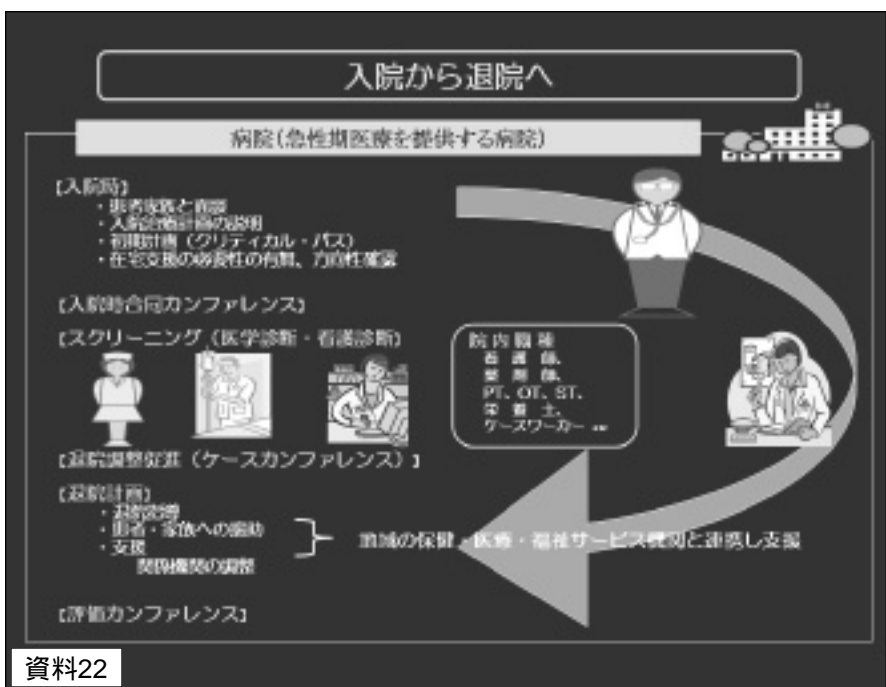 入院から退院へ
病院(急性期医療を提供する病院)
[入院時]
・患者家族と面談
・入院治療計画の説明
・初期計画(クリティカル・パス)
・在宅支援の必要性の有無、方向性確認
[入院時合同カンファレンス]
[スクリーニング(医学診断・看護診断)
院内職種
看護師、
薬剤師、
PT、OT、ST、
栄養士、
ケースワーカー etc
[退院調整促進(ケースカンファレンス)]
[退院計画]
・退院指導
・患者・家族への援助
・支援
関係機関の調整
地域の保健・医療・福祉サービス機関と連携し支援
[評価カンファレンス]
資料22